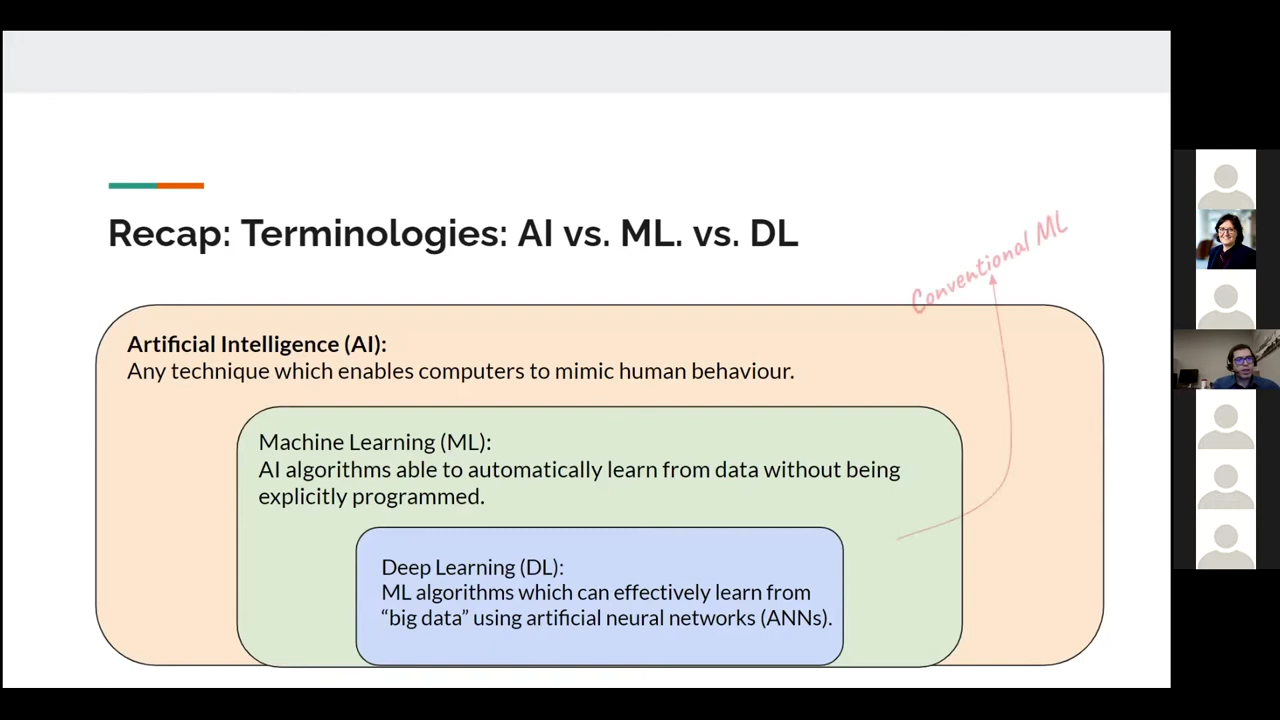 Recap: Terminologies: AI vs. ML. vs. DL
Conventional ML
Artificial Intelligence (AI):
Any technique which enables computers to mimic human behaviour.
Machine Learning (ML):
AI algorithms able to automatically learn from data without being
explicitly programmed.
Deep Learning (DL):
ML algorithms which can effectively learn from
“big data” using artificial neural networks (ANNs).